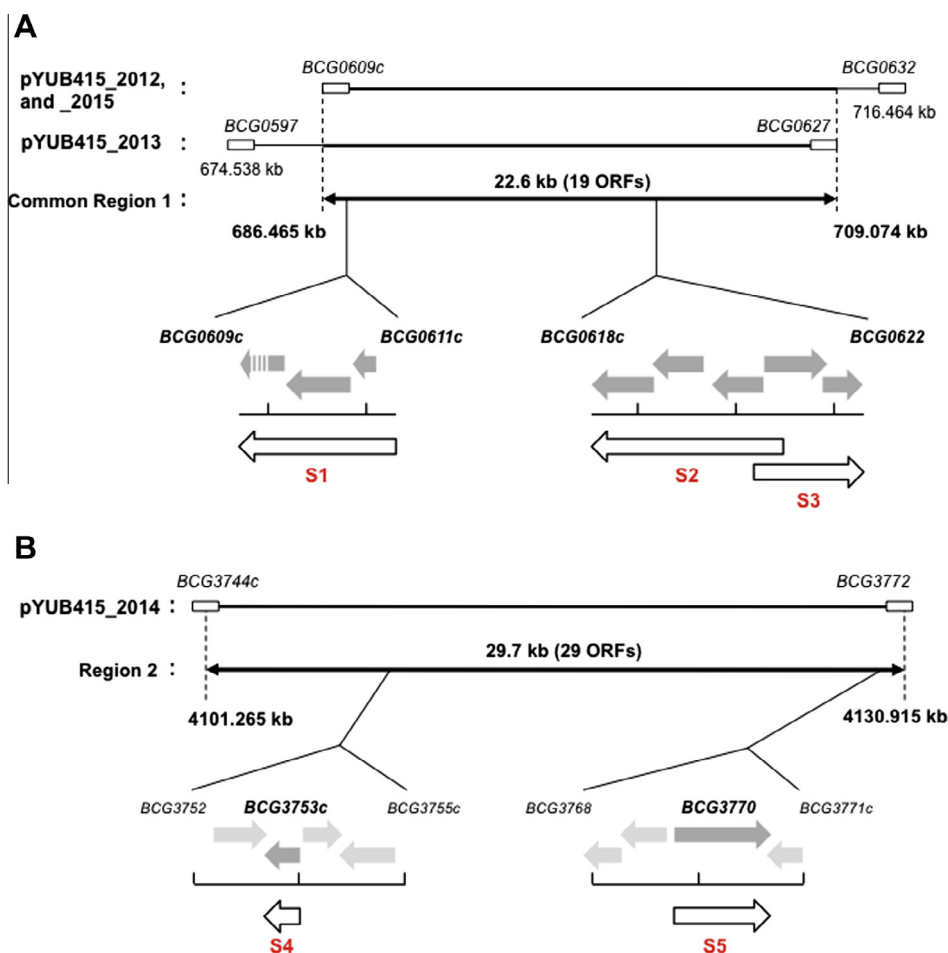 A
pYUB415_2012, and _2015 :
BCG0609c
BCG0632
716.464 kb
pYUB415_2013 :
BCG0597
BCG0627
674.538 kb
Common Region 1 :
22.6 kb (19 ORFs)
686.465 kb
709.074 kb
BCG0609c
BCG0611c
BCG0618c
BCG0622
S1
S2
S3
B
BCG3744c
BCG3772
pYUB415_2014 :
Region 2 :
29.7 kb (29 ORFs)
4101.265 kb
4130.915 kb
BCG3752
BCG3753c
BCG3755c
BCG3768
BCG3770
BCG3771c
S4
S5